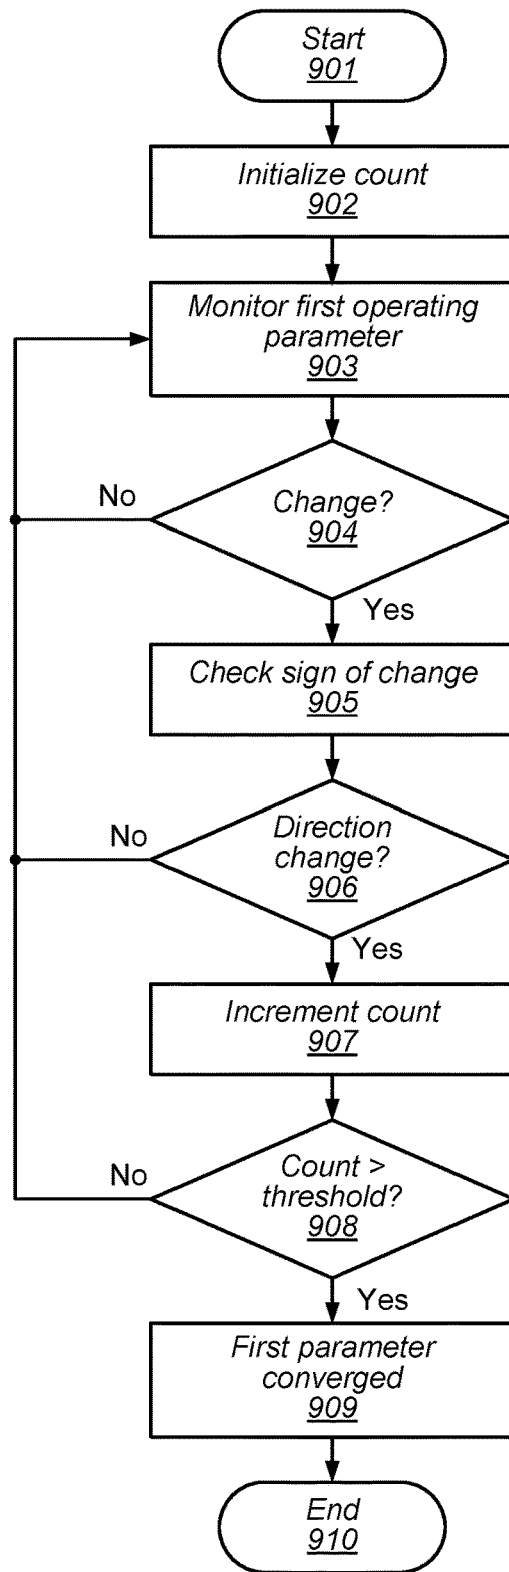 Start
901
Initialize count
902
Monitor first operating
parameter
903
Change?
904
No
Yes
Check sign of change
905
Direction
change?
906
No
Yes
Increment count
907
Count >
threshold?
908
No
Yes
First parameter
converged
909
End
910